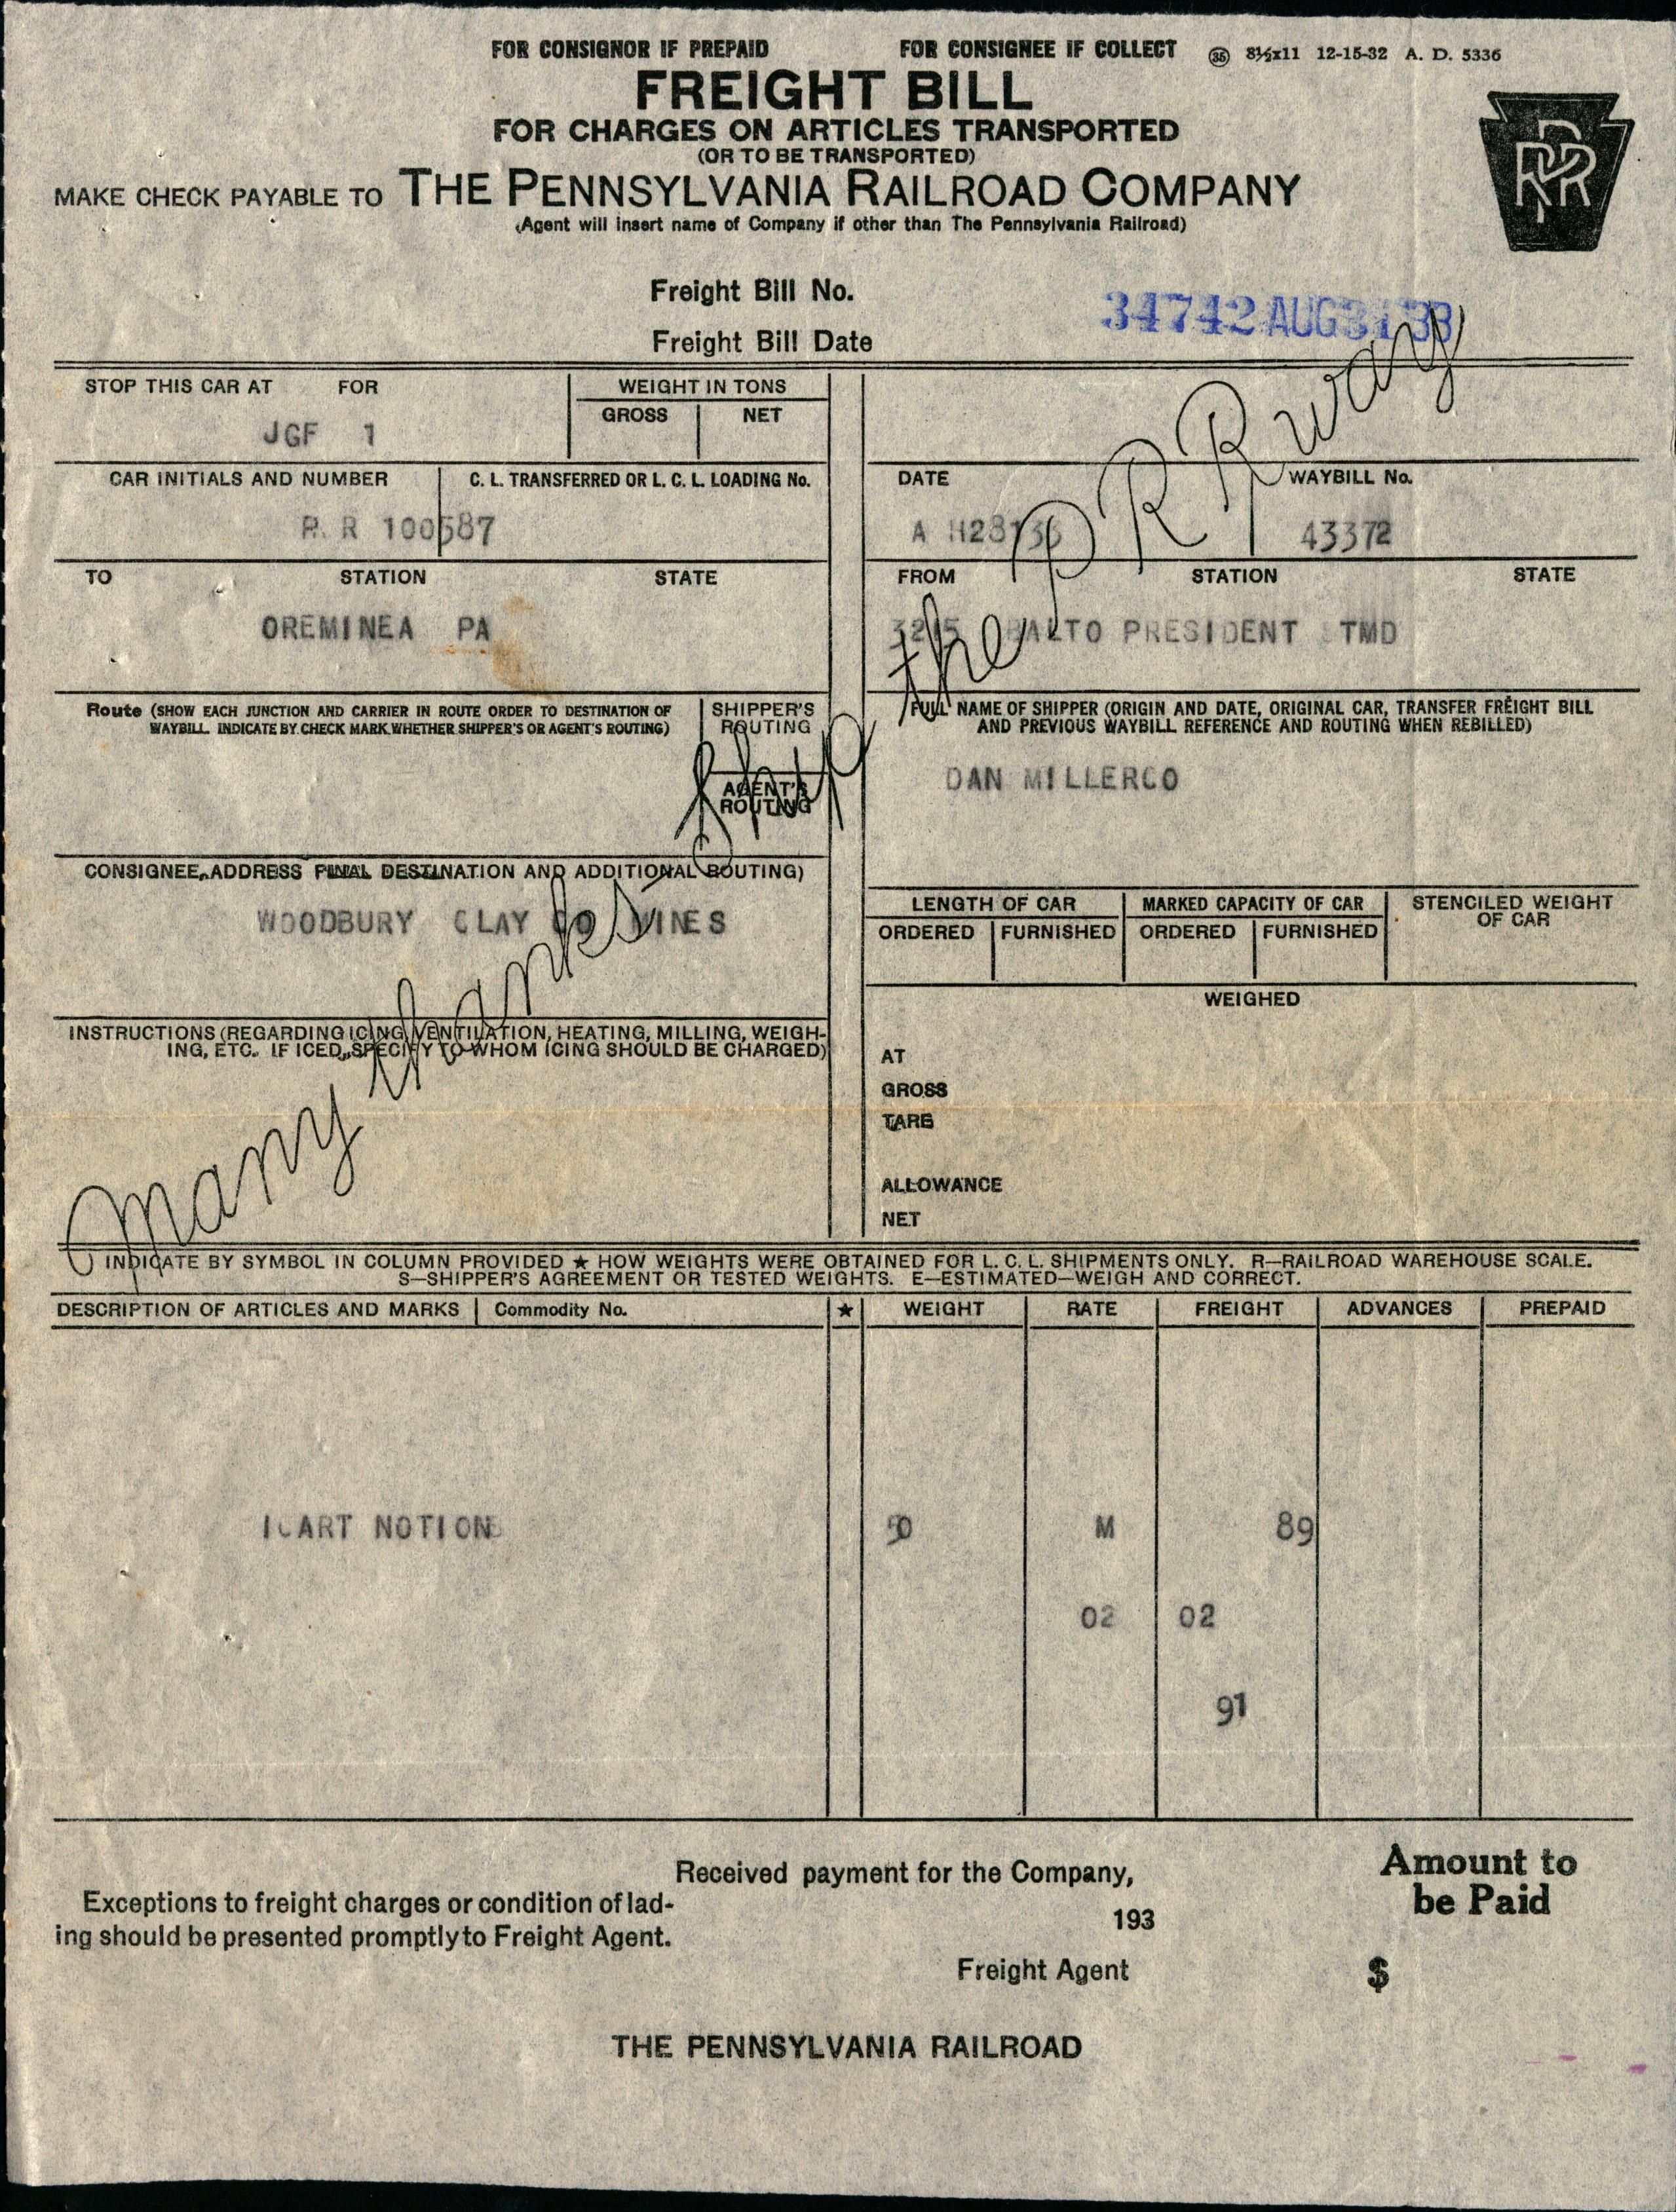 FOR CONSIGNOR IF PREPAID FOR CONSIGNEE IF COLLECT 35 8½x11 12-15-32 A. D. 5336
FREIGHT BILL
FOR CHARGES ON ARTICLES TRANSPORTED
(OR TO BE TRANSPORTED)
MAKE CHECK PAYABLE TO THE PENNSYLVANIA RAILROAD COMPANY
(Agent will insert name of Company if other than The Pennsylvania Railroad)
PRR
Freight Bill No.
34742 AUG 31 33
Freight Bill Date
STOP THIS CAR AT FOR WEIGHT IN TONS
GROSS NET
JGF 1
CAR INITIALS AND NUMBER C. L. TRANSFERRED OR L. C. L. LOADING No. DATE WAYBILL No.
P R R 100587 43372
TO STATION STATE FROM STATION STATE
OREMINEA PA BALTO PRESIDENT STMD
Route (SHOW EACH JUNCTION AND CARRIER IN ROUTE ORDER TO DESTINATION OF
WAYBILL. INDICATE BY CHECK MARK WHETHER SHIPPER'S OR AGENT'S ROUTING)
SHIPPER'S
ROUTING
AGENT'S
ROUTING
FULL NAME OF SHIPPER (ORIGIN AND DATE, ORIGINAL CAR, TRANSFER FREIGHT BILL
AND PREVIOUS WAYBILL REFERENCE AND ROUTING WHEN REBILLED)
DAN MILLERCO
CONSIGNEE, ADDRESS FINAL DESTINATION AND ADDITIONAL ROUTING)
WOODBURY CLAY CO MINES
LENGTH OF CAR MARKED CAPACITY OF CAR STENCILED WEIGHT
OF CAR
ORDERED FURNISHED ORDERED FURNISHED
WEIGHED
INSTRUCTIONS (REGARDING ICING, VENTILATION, HEATING, MILLING, WEIGH-
ING, ETC. IF ICED, SPECIFY TO WHOM ICING SHOULD BE CHARGED)
AT
GROSS
TARE
ALLOWANCE
NET
Many thanks Ship via the P R R way
INDICATE BY SYMBOL IN COLUMN PROVIDED ★ HOW WEIGHTS WERE OBTAINED FOR L. C. L. SHIPMENTS ONLY. R—RAILROAD WAREHOUSE SCALE.
S—SHIPPER'S AGREEMENT OR TESTED WEIGHTS. E—ESTIMATED—WEIGH AND CORRECT.
DESCRIPTION OF ARTICLES AND MARKS Commodity No. ★ WEIGHT RATE FREIGHT ADVANCES PREPAID
1CART NOTIONS 50 M 89
02 02
91
Received payment for the Company,
Exceptions to freight charges or condition of lad-
ing should be presented promptly to Freight Agent.
193
Freight Agent
Amount to
be Paid
$
THE PENNSYLVANIA RAILROAD